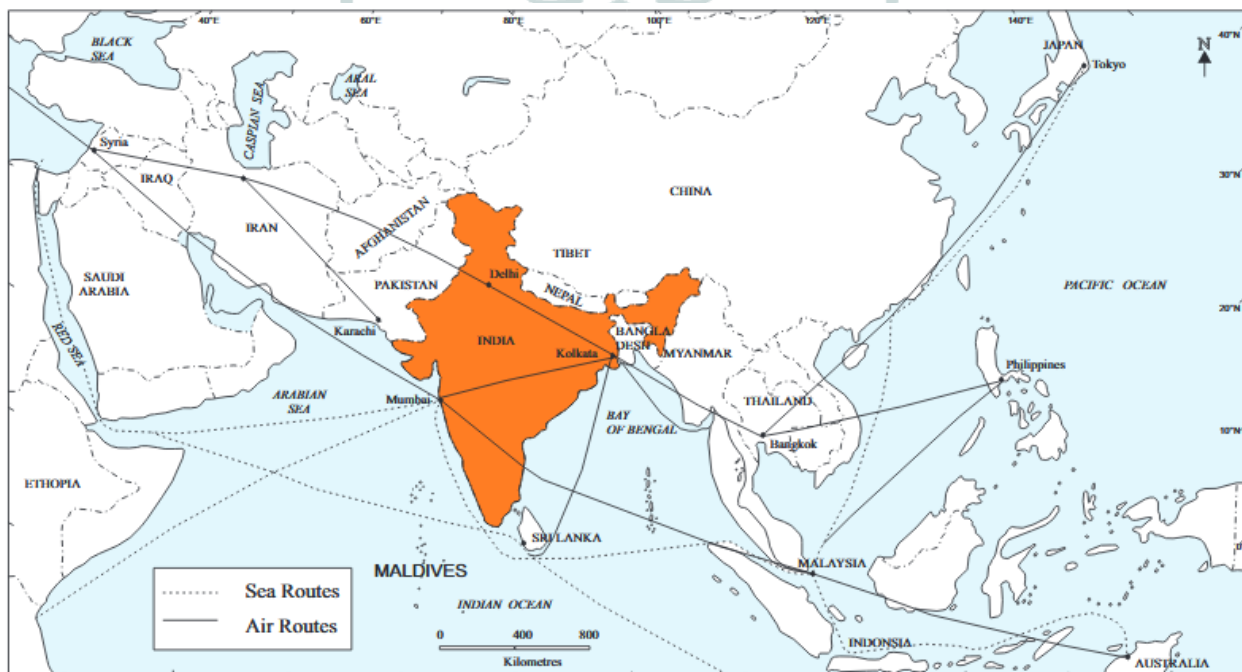 40°E
60°E
80°E
100°E
120°E
140°E
BLACK
SEA
ARAL
SEA
CASPIAN SEA
JAPAN
N
40°N
Tokyo
Syria
IRAQ
IRAN
AFGHANISTAN
CHINA
30°N
TIBET
SAUDI
ARABIA
PAKISTAN
Delhi
NEPAL
PACIFIC OCEAN
20°N
RED SEA
Karachi
INDIA
BANGLA
DESH
Kolkata
MYANMAR
Philippines
ARABIAN
SEA
Mumbai
THAILAND
BAY
OF BENGAL
Bangkok
10°N
ETHIOPIA
SRI LANKA
MALAYSIA
MALDIVES
Sea Routes
Air Routes
INDIAN OCEAN
0 400 800
Kilometres
INDONSIA
AUSTRALIA